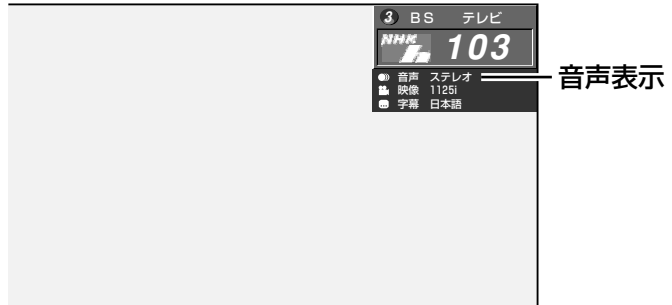 3 BS テレビ
NHK h 103
音声 ステレオ
映像 1125i
字幕 日本語
音声表示